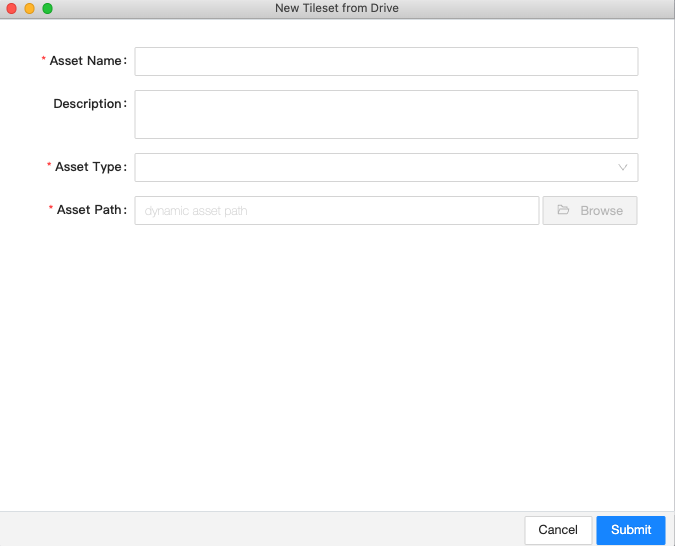 New Tileset from Drive
* Asset Name:
Description:
* Asset Type:
* Asset Path: dynamic asset path Browse
Cancel Submit